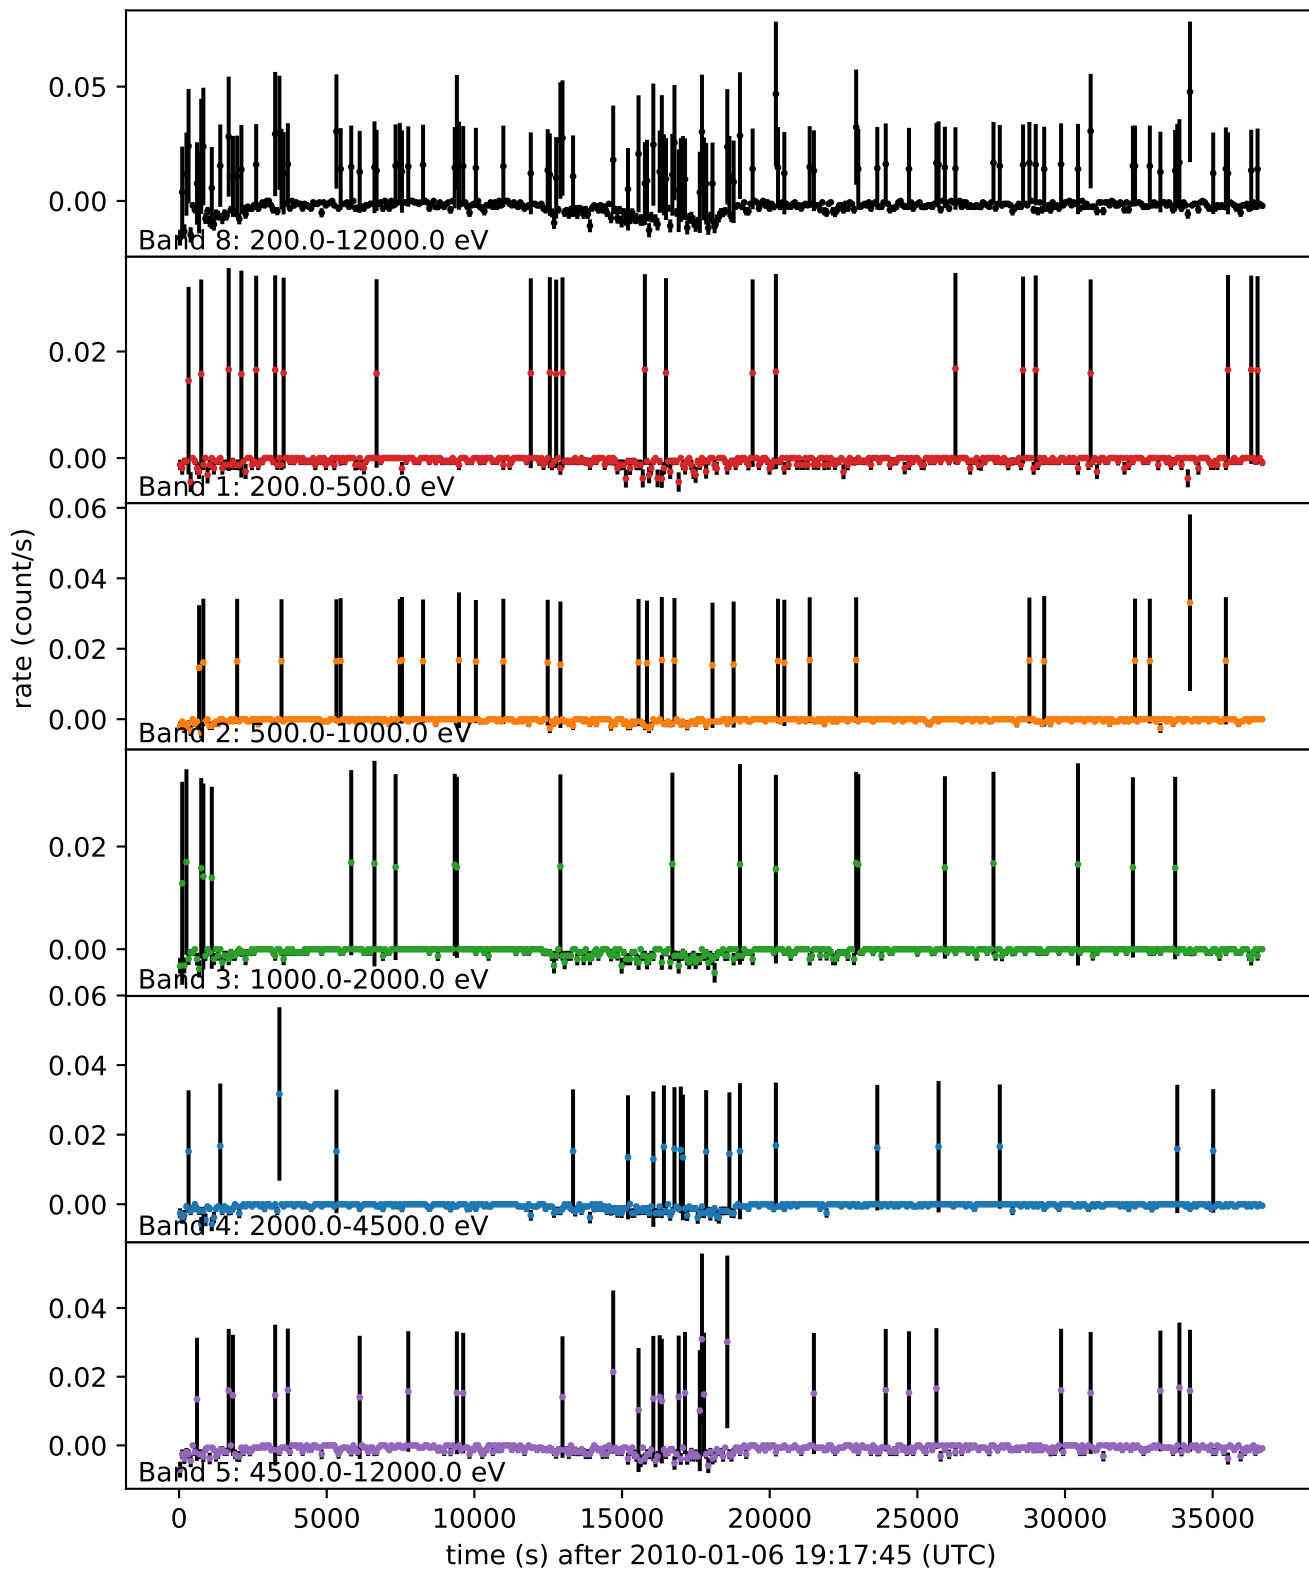 0.05
0.00
Band 8: 200.0-12000.0 eV
0.02
0.00
Band 1: 200.0-500.0 eV
0.06
0.04
0.02
0.00
Band 2: 500.0-1000.0 eV
0.02
0.00
Band 3: 1000.0-2000.0 eV
0.06
0.04
0.02
0.00
Band 4: 2000.0-4500.0 eV
0.04
0.02
0.00
Band 5: 4500.0-12000.0 eV
rate (count/s)
0 5000 10000 15000 20000 25000 30000 35000
time (s) after 2010-01-06 19:17:45 (UTC)